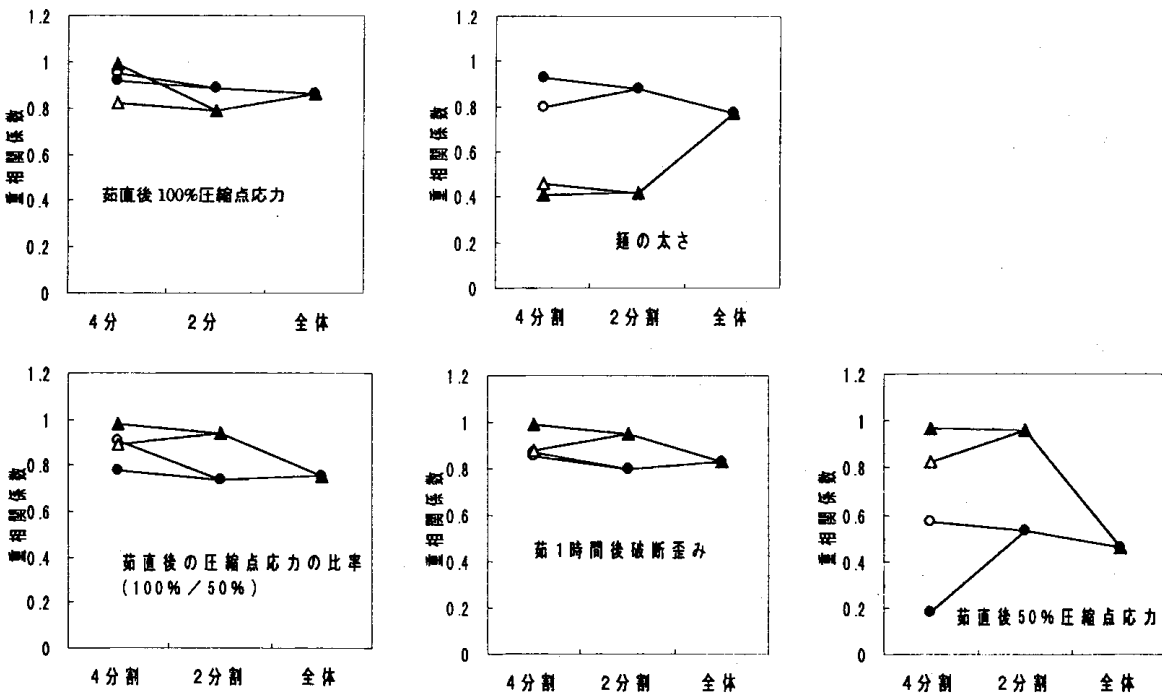 1.2
1
0.8
0.6
0.4
0.2
0
重相関係数
茹直後100%圧縮点応力
4分 2分 全体
1.2
1
0.8
0.6
0.4
0.2
0
重相関係数
麺の太さ
4分割 2分割 全体
1.2
1
0.8
0.6
0.4
0.2
0
重相関係数
茹直後の圧縮点応力の比率
(100%/50%)
4分割 2分割 全体
1.2
1
0.8
0.6
0.4
0.2
0
重相関係数
茹1時間後破断歪み
4分割 2分割 全体
1.2
1
0.8
0.6
0.4
0.2
0
重相関係数
茹直後50%圧縮点応力
4分割 2分割 全体